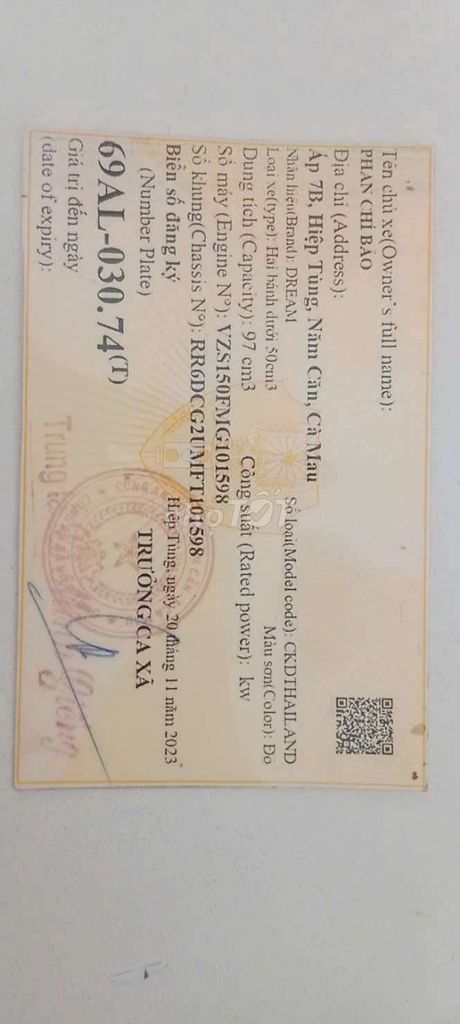 Tên chủ xe(Owner's full name):
PHAN CHÍ BẢO
Địa chỉ (Address):
Ấp 7B, Hiệp Tùng, Năm Căn, Cà Mau
Nhãn hiệu(Brand): DREAM Số loại(Model code): CKDTHAILAND
Loại xe(type): Hai bánh dưới 50cm3 Màu sơn(Color): Đỏ
Dung tích (Capacity): 97 cm3 Công suất (Rated power): kw
Số máy (Engine N°): VZS150FMG101598
Số khung(Chassis N°): RR6DCG2UMFT101598
Biển số đăng ký Hiệp Tùng, ngày 20 tháng 11 năm 2023
(Number Plate) TRƯỞNG CA XÃ
69AL-030.74(T)
Giá trị đến ngày
(date of expiry):
Trung tá